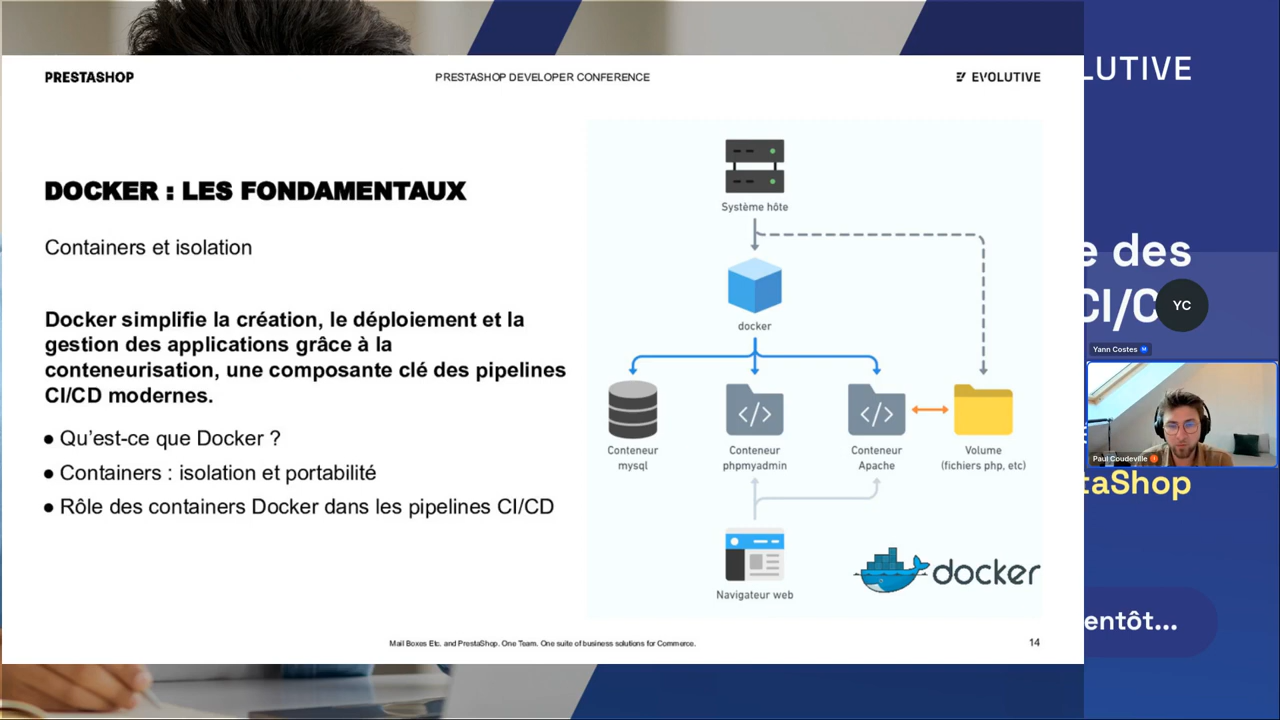 PRESTASHOP
PRESTASHOP DEVELOPER CONFERENCE
EVOLUTIVE
DOCKER : LES FONDAMENTAUX
Containers et isolation
Docker simplifie la création, le déploiement et la
gestion des applications grâce à la
conteneurisation, une composante clé des pipelines
CI/CD modernes.
● Qu'est-ce que Docker ?
● Containers : isolation et portabilité
● Rôle des containers Docker dans les pipelines CI/CD
Système hôte
docker
Conteneur
mysql
Conteneur
phpmyadmin
Conteneur
Apache
Volume
(fichiers php, etc)
Navigateur web
docker
Mail Boxes Etc. and PrestaShop. One Team. One suite of business solutions for Commerce.
14
LUTIVE
e des
CI/C
YC
Yann Costes
Paul Coudeville
taShop
entôt...